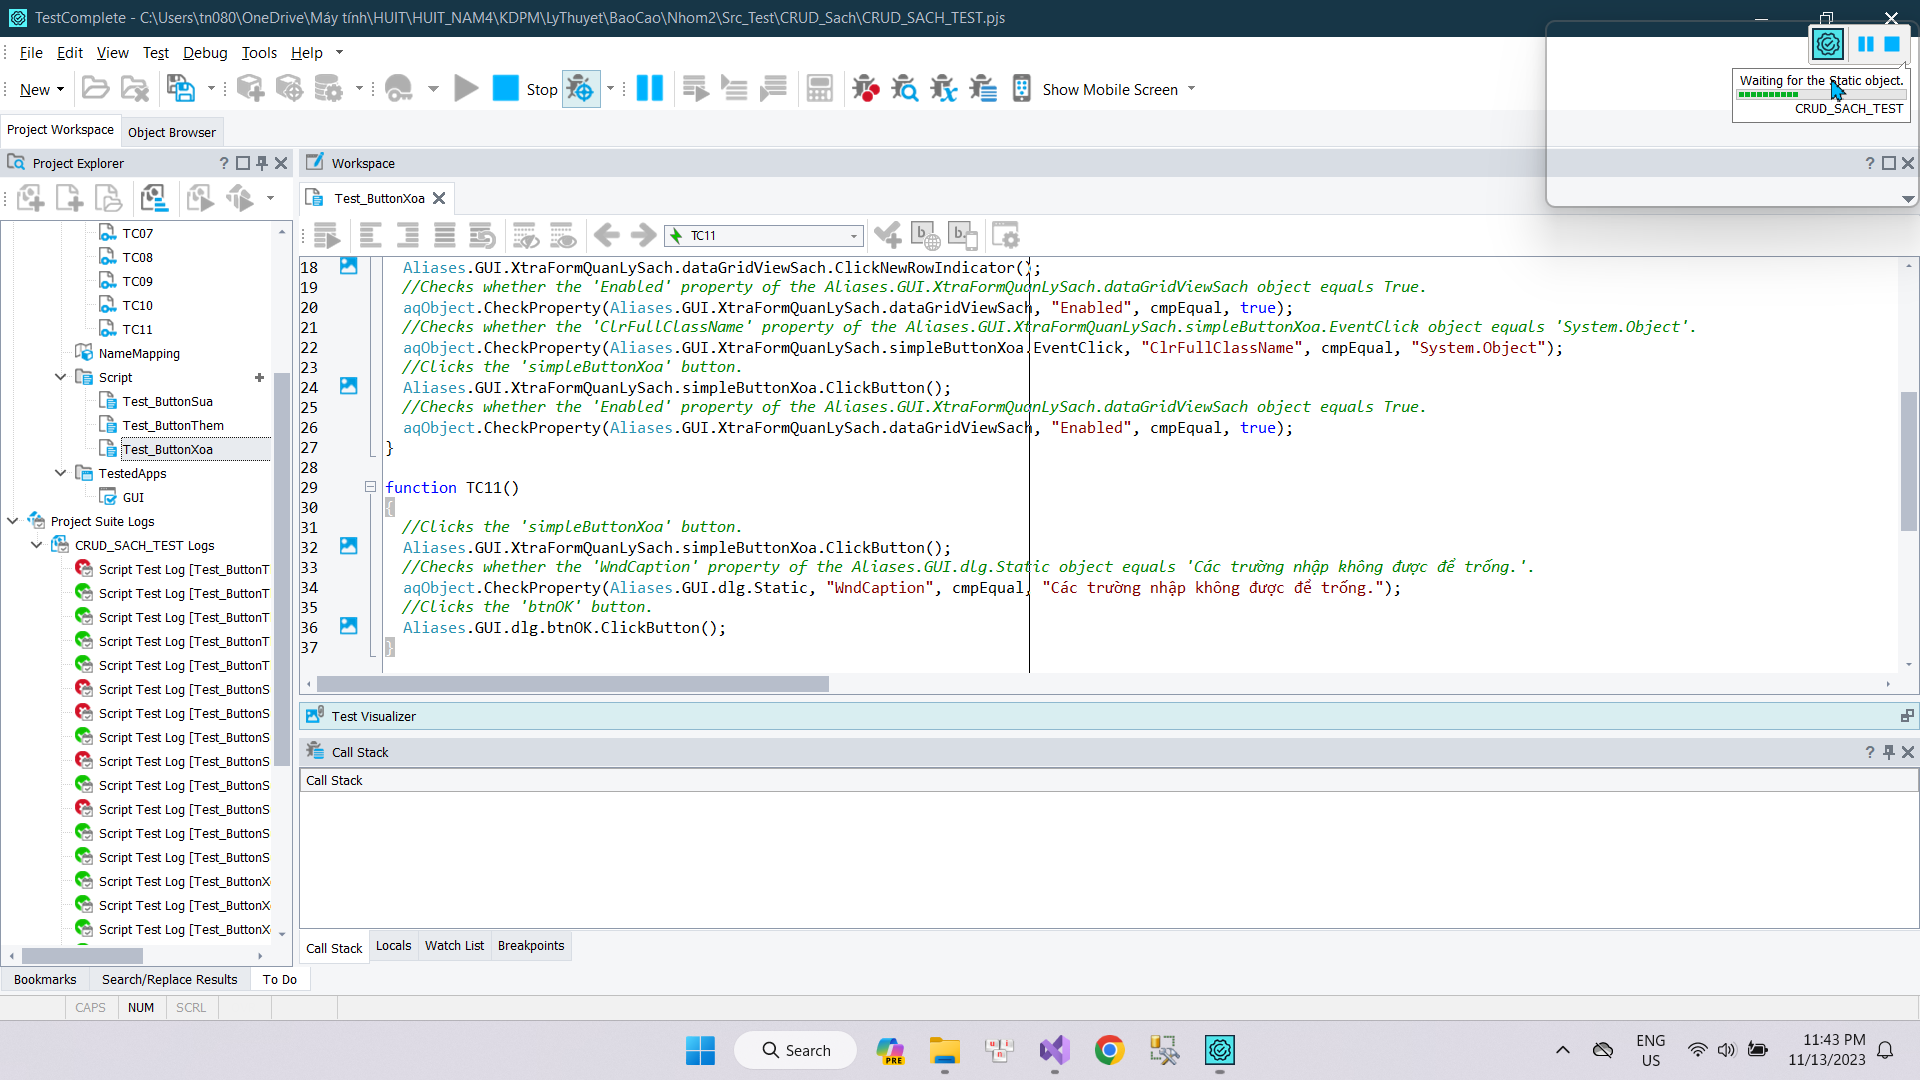 TestComplete - C:\Users\tn080\OneDrive\Máy tính\HUIT\HUIT_NAM4\KDPM\LyThuyet\BaoCao\Nhom2\Src_Test\CRUD_Sach\CRUD_SACH_TEST.pjs
File Edit View Test Debug Tools Help
New Stop Show Mobile Screen
Waiting for the Static object.
CRUD_SACH_TEST
Project Workspace Object Browser
Project Explorer
TC07
TC08
TC09
TC10
TC11
NameMapping
Script
Test_ButtonSua
Test_ButtonThem
Test_ButtonXoa
TestedApps
GUI
Project Suite Logs
CRUD_SACH_TEST Logs
Script Test Log [Test_ButtonT
Script Test Log [Test_ButtonT
Script Test Log [Test_ButtonT
Script Test Log [Test_ButtonT
Script Test Log [Test_ButtonT
Script Test Log [Test_ButtonS
Script Test Log [Test_ButtonS
Script Test Log [Test_ButtonS
Script Test Log [Test_ButtonS
Script Test Log [Test_ButtonS
Script Test Log [Test_ButtonS
Script Test Log [Test_ButtonS
Script Test Log [Test_ButtonS
Script Test Log [Test_ButtonX
Script Test Log [Test_ButtonX
Script Test Log [Test_ButtonX
Workspace
Test_ButtonXoa
TC11
18 Aliases.GUI.XtraFormQuanLySach.dataGridViewSach.ClickNewRowIndicator();
19 //Checks whether the 'Enabled' property of the Aliases.GUI.XtraFormQuanLySach.dataGridViewSach object equals True.
20 aqObject.CheckProperty(Aliases.GUI.XtraFormQuanLySach.dataGridViewSach, "Enabled", cmpEqual, true);
21 //Checks whether the 'ClrFullClassName' property of the Aliases.GUI.XtraFormQuanLySach.simpleButtonXoa.EventClick object equals 'System.Object'.
22 aqObject.CheckProperty(Aliases.GUI.XtraFormQuanLySach.simpleButtonXoa.EventClick, "ClrFullClassName", cmpEqual, "System.Object");
23 //Clicks the 'simpleButtonXoa' button.
24 Aliases.GUI.XtraFormQuanLySach.simpleButtonXoa.ClickButton();
25 //Checks whether the 'Enabled' property of the Aliases.GUI.XtraFormQuanLySach.dataGridViewSach object equals True.
26 aqObject.CheckProperty(Aliases.GUI.XtraFormQuanLySach.dataGridViewSach, "Enabled", cmpEqual, true);
27 }
28
29 function TC11()
30 {
31 //Clicks the 'simpleButtonXoa' button.
32 Aliases.GUI.XtraFormQuanLySach.simpleButtonXoa.ClickButton();
33 //Checks whether the 'WndCaption' property of the Aliases.GUI.dlg.Static object equals 'Các trường nhập không được để trống.'.
34 aqObject.CheckProperty(Aliases.GUI.dlg.Static, "WndCaption", cmpEqual, "Các trường nhập không được để trống.");
35 //Clicks the 'btnOK' button.
36 Aliases.GUI.dlg.btnOK.ClickButton();
37 }
Test Visualizer
Call Stack
Call Stack
Call Stack Locals Watch List Breakpoints
Bookmarks Search/Replace Results To Do
CAPS NUM SCRL
Search
PRE
ENG
US
11:43 PM
11/13/2023